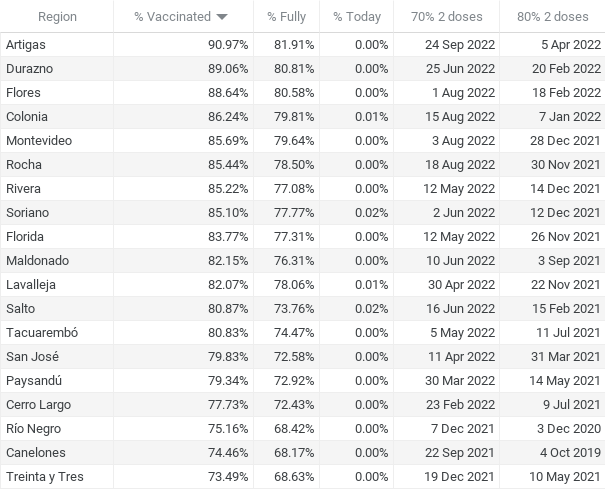 Region % Vaccinated % Fully % Today 70% 2 doses 80% 2 doses
Artigas 90.97% 81.91% 0.00% 24 Sep 2022 5 Apr 2022
Durazno 89.06% 80.81% 0.00% 25 Jun 2022 20 Feb 2022
Flores 88.64% 80.58% 0.00% 1 Aug 2022 18 Feb 2022
Colonia 86.24% 79.81% 0.01% 15 Aug 2022 7 Jan 2022
Montevideo 85.69% 79.64% 0.00% 3 Aug 2022 28 Dec 2021
Rocha 85.44% 78.50% 0.00% 18 Aug 2022 30 Nov 2021
Rivera 85.22% 77.08% 0.00% 12 May 2022 14 Dec 2021
Soriano 85.10% 77.77% 0.02% 2 Jun 2022 12 Dec 2021
Florida 83.77% 77.31% 0.00% 12 May 2022 26 Nov 2021
Maldonado 82.15% 76.31% 0.00% 10 Jun 2022 3 Sep 2021
Lavalleja 82.07% 78.06% 0.01% 30 Apr 2022 22 Nov 2021
Salto 80.87% 73.76% 0.02% 16 Jun 2022 15 Feb 2021
Tacuarembó 80.83% 74.47% 0.00% 5 May 2022 11 Jul 2021
San José 79.83% 72.58% 0.00% 11 Apr 2022 31 Mar 2021
Paysandú 79.34% 72.92% 0.00% 30 Mar 2022 14 May 2021
Cerro Largo 77.73% 72.43% 0.00% 23 Feb 2022 9 Jul 2021
Río Negro 75.16% 68.42% 0.00% 7 Dec 2021 3 Dec 2020
Canelones 74.46% 68.17% 0.00% 22 Sep 2021 4 Oct 2019
Treinta y Tres 73.49% 68.63% 0.00% 19 Dec 2021 10 May 2021